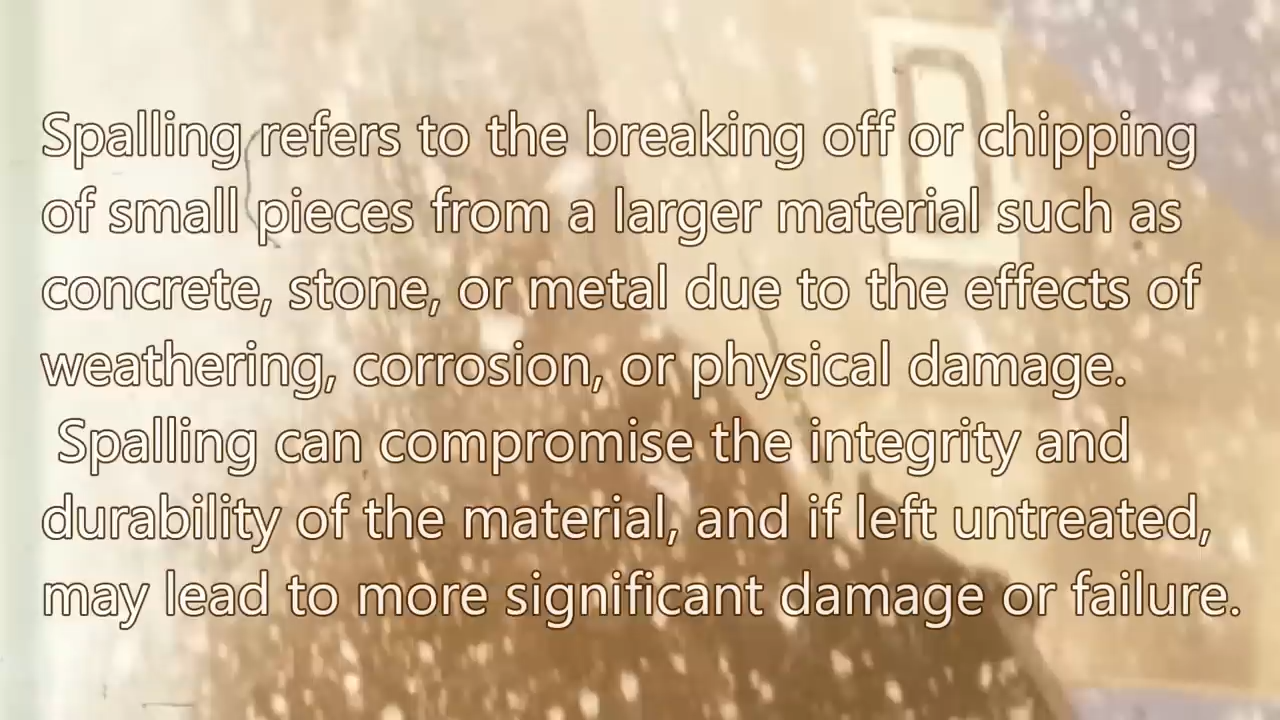 Spalling refers to the breaking off or chipping
of small pieces from a larger material such as
concrete, stone, or metal due to the effects of
weathering, corrosion, or physical damage.
Spalling can compromise the integrity and
durability of the material, and if left untreated,
may lead to more significant damage or failure.